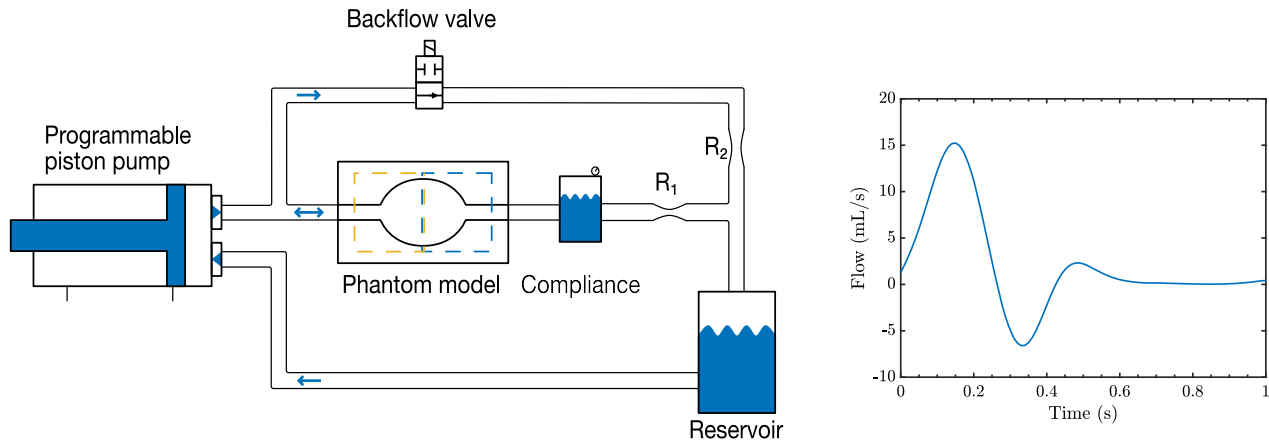 Backflow valve
Programmable
piston pump
R2
R1
Phantom model
Compliance
Reservoir
Flow (mL/s)
20
15
10
5
0
-5
-10
0
0.2
0.4
0.6
0.8
1
Time (s)